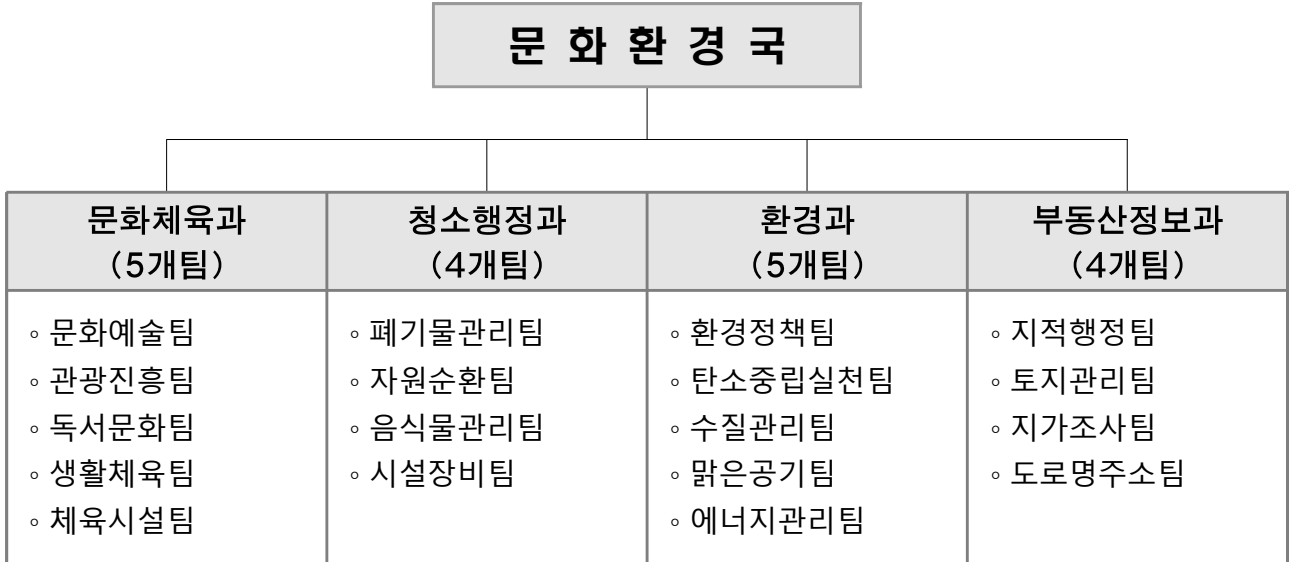 문 화 환 경 국
문화체육과
(5개팀)
◦ 문화예술팀
◦ 관광진흥팀
◦ 독서문화팀
◦ 생활체육팀
◦ 체육시설팀
청소행정과
(4개팀)
◦ 폐기물관리팀
◦ 자원순환팀
◦ 음식물관리팀
◦ 시설장비팀
환경과
(5개팀)
◦ 환경정책팀
◦ 탄소중립실천팀
◦ 수질관리팀
◦ 맑은공기팀
◦ 에너지관리팀
부동산정보과
(4개팀)
◦ 지적행정팀
◦ 토지관리팀
◦ 지가조사팀
◦ 도로명주소팀